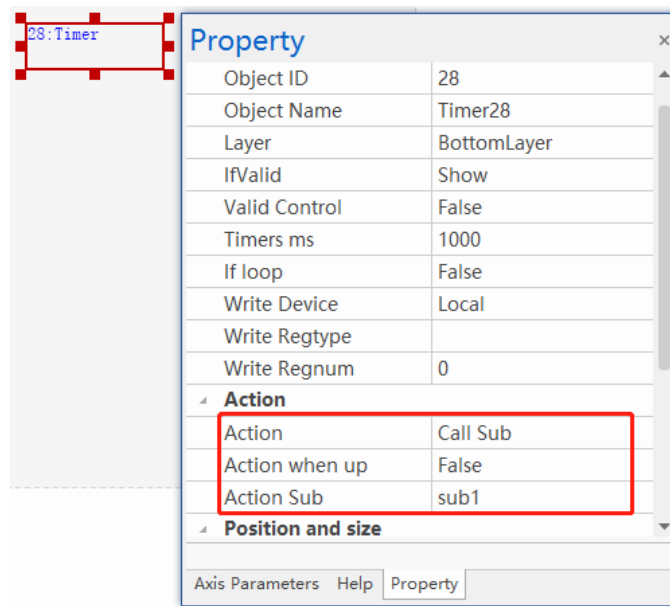 28:Timer
Property
Object ID 28
Object Name Timer28
Layer BottomLayer
IfValid Show
Valid Control False
Timers ms 1000
If loop False
Write Device Local
Write Regtype
Write Regnum 0
Action
Action Call Sub
Action when up False
Action Sub sub1
Position and size
Axis Parameters Help Property